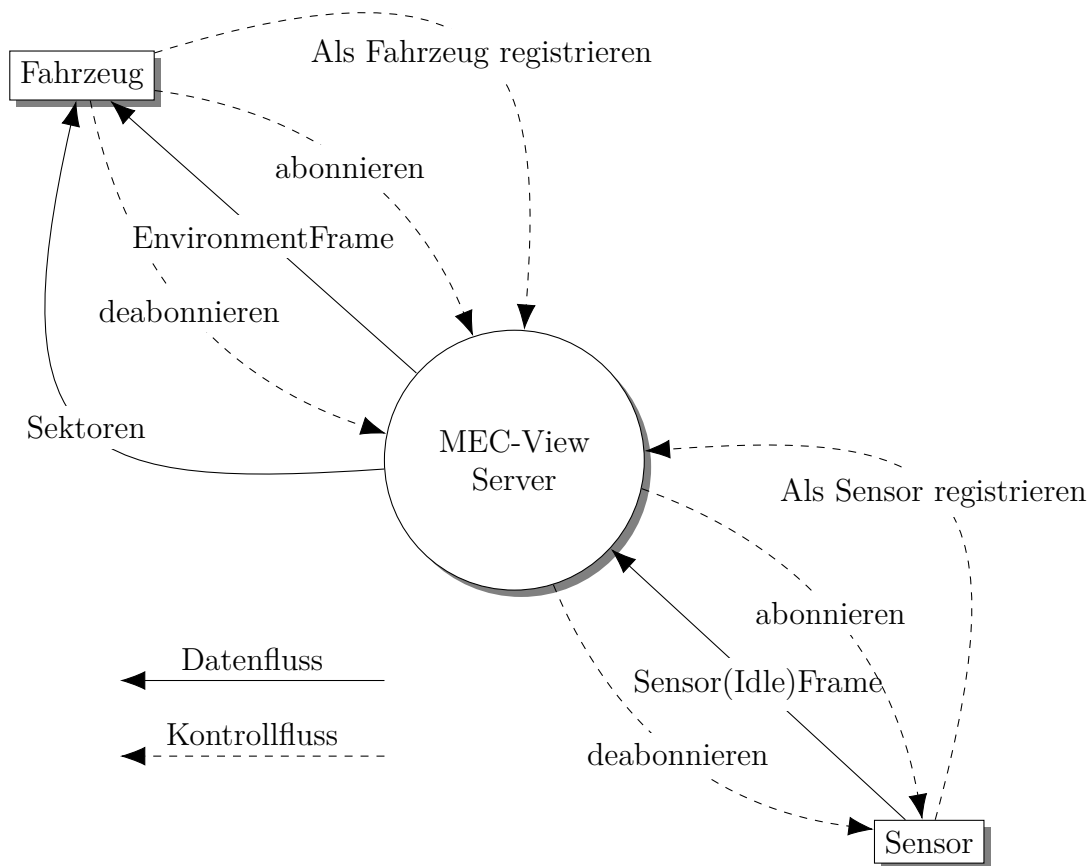 Fahrzeug
Als Fahrzeug registrieren
abonnieren
EnvironmentFrame
deabonnieren
Sektoren
MEC-View
Server
Als Sensor registrieren
abonnieren
Sensor(Idle)Frame
deabonnieren
Sensor
Datenfluss
Kontrollfluss